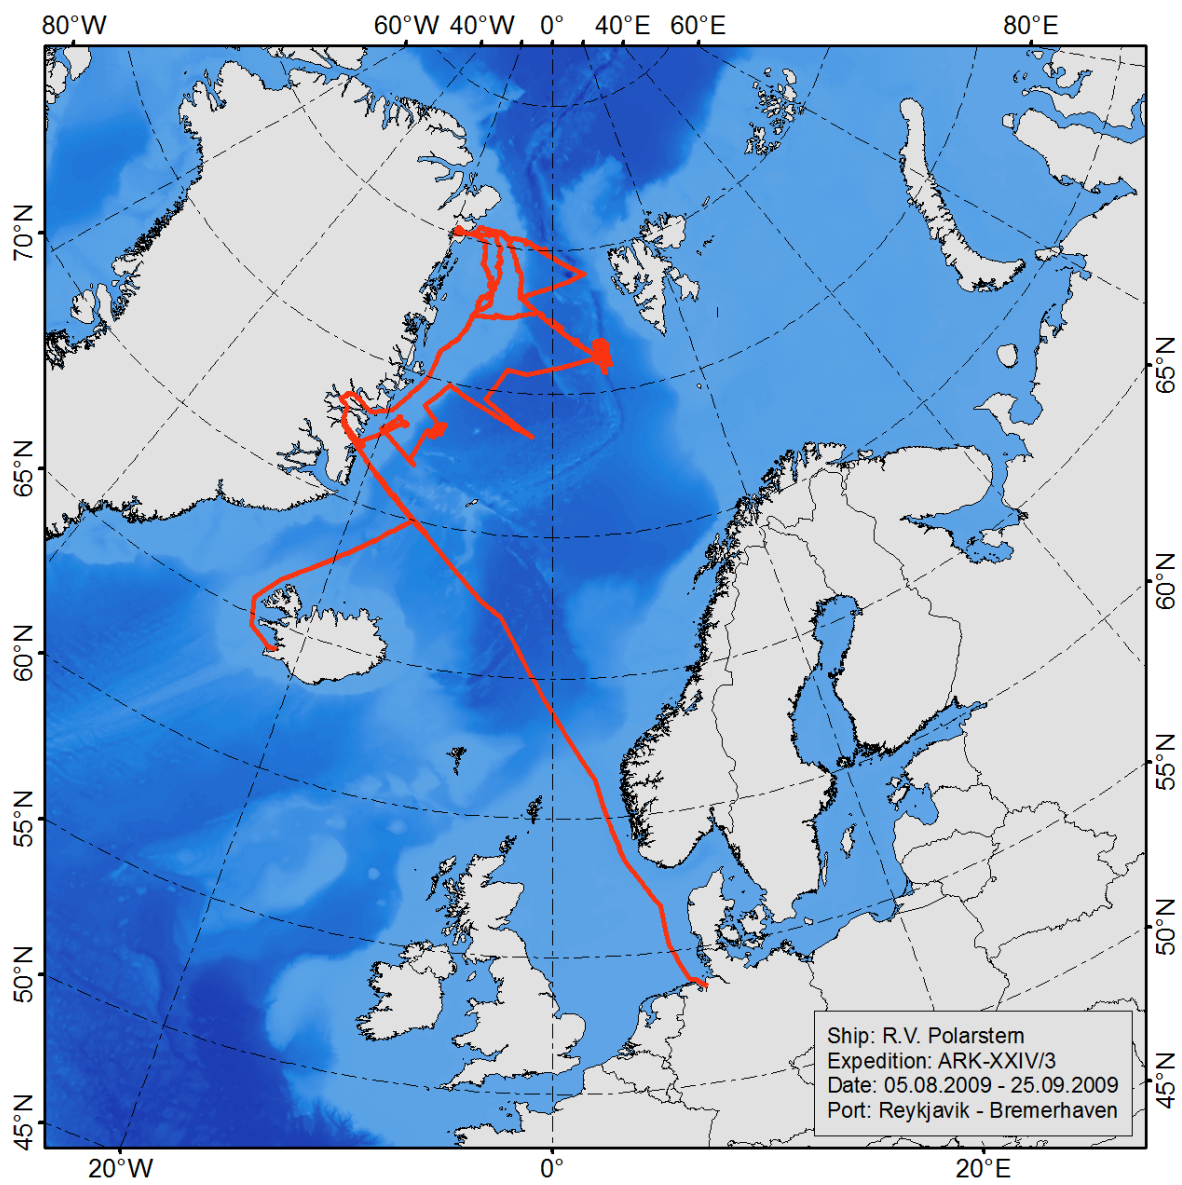 80°W 60°W 40°W 0° 40°E 60°E 80°E
70°N
65°N
65°N
60°N
60°N
55°N
55°N
50°N
50°N
45°N
45°N
Ship: R.V. Polarstern
Expedition: ARK-XXIV/3
Date: 05.08.2009 - 25.09.2009
Port: Reykjavik - Bremerhaven
20°W 0° 20°E